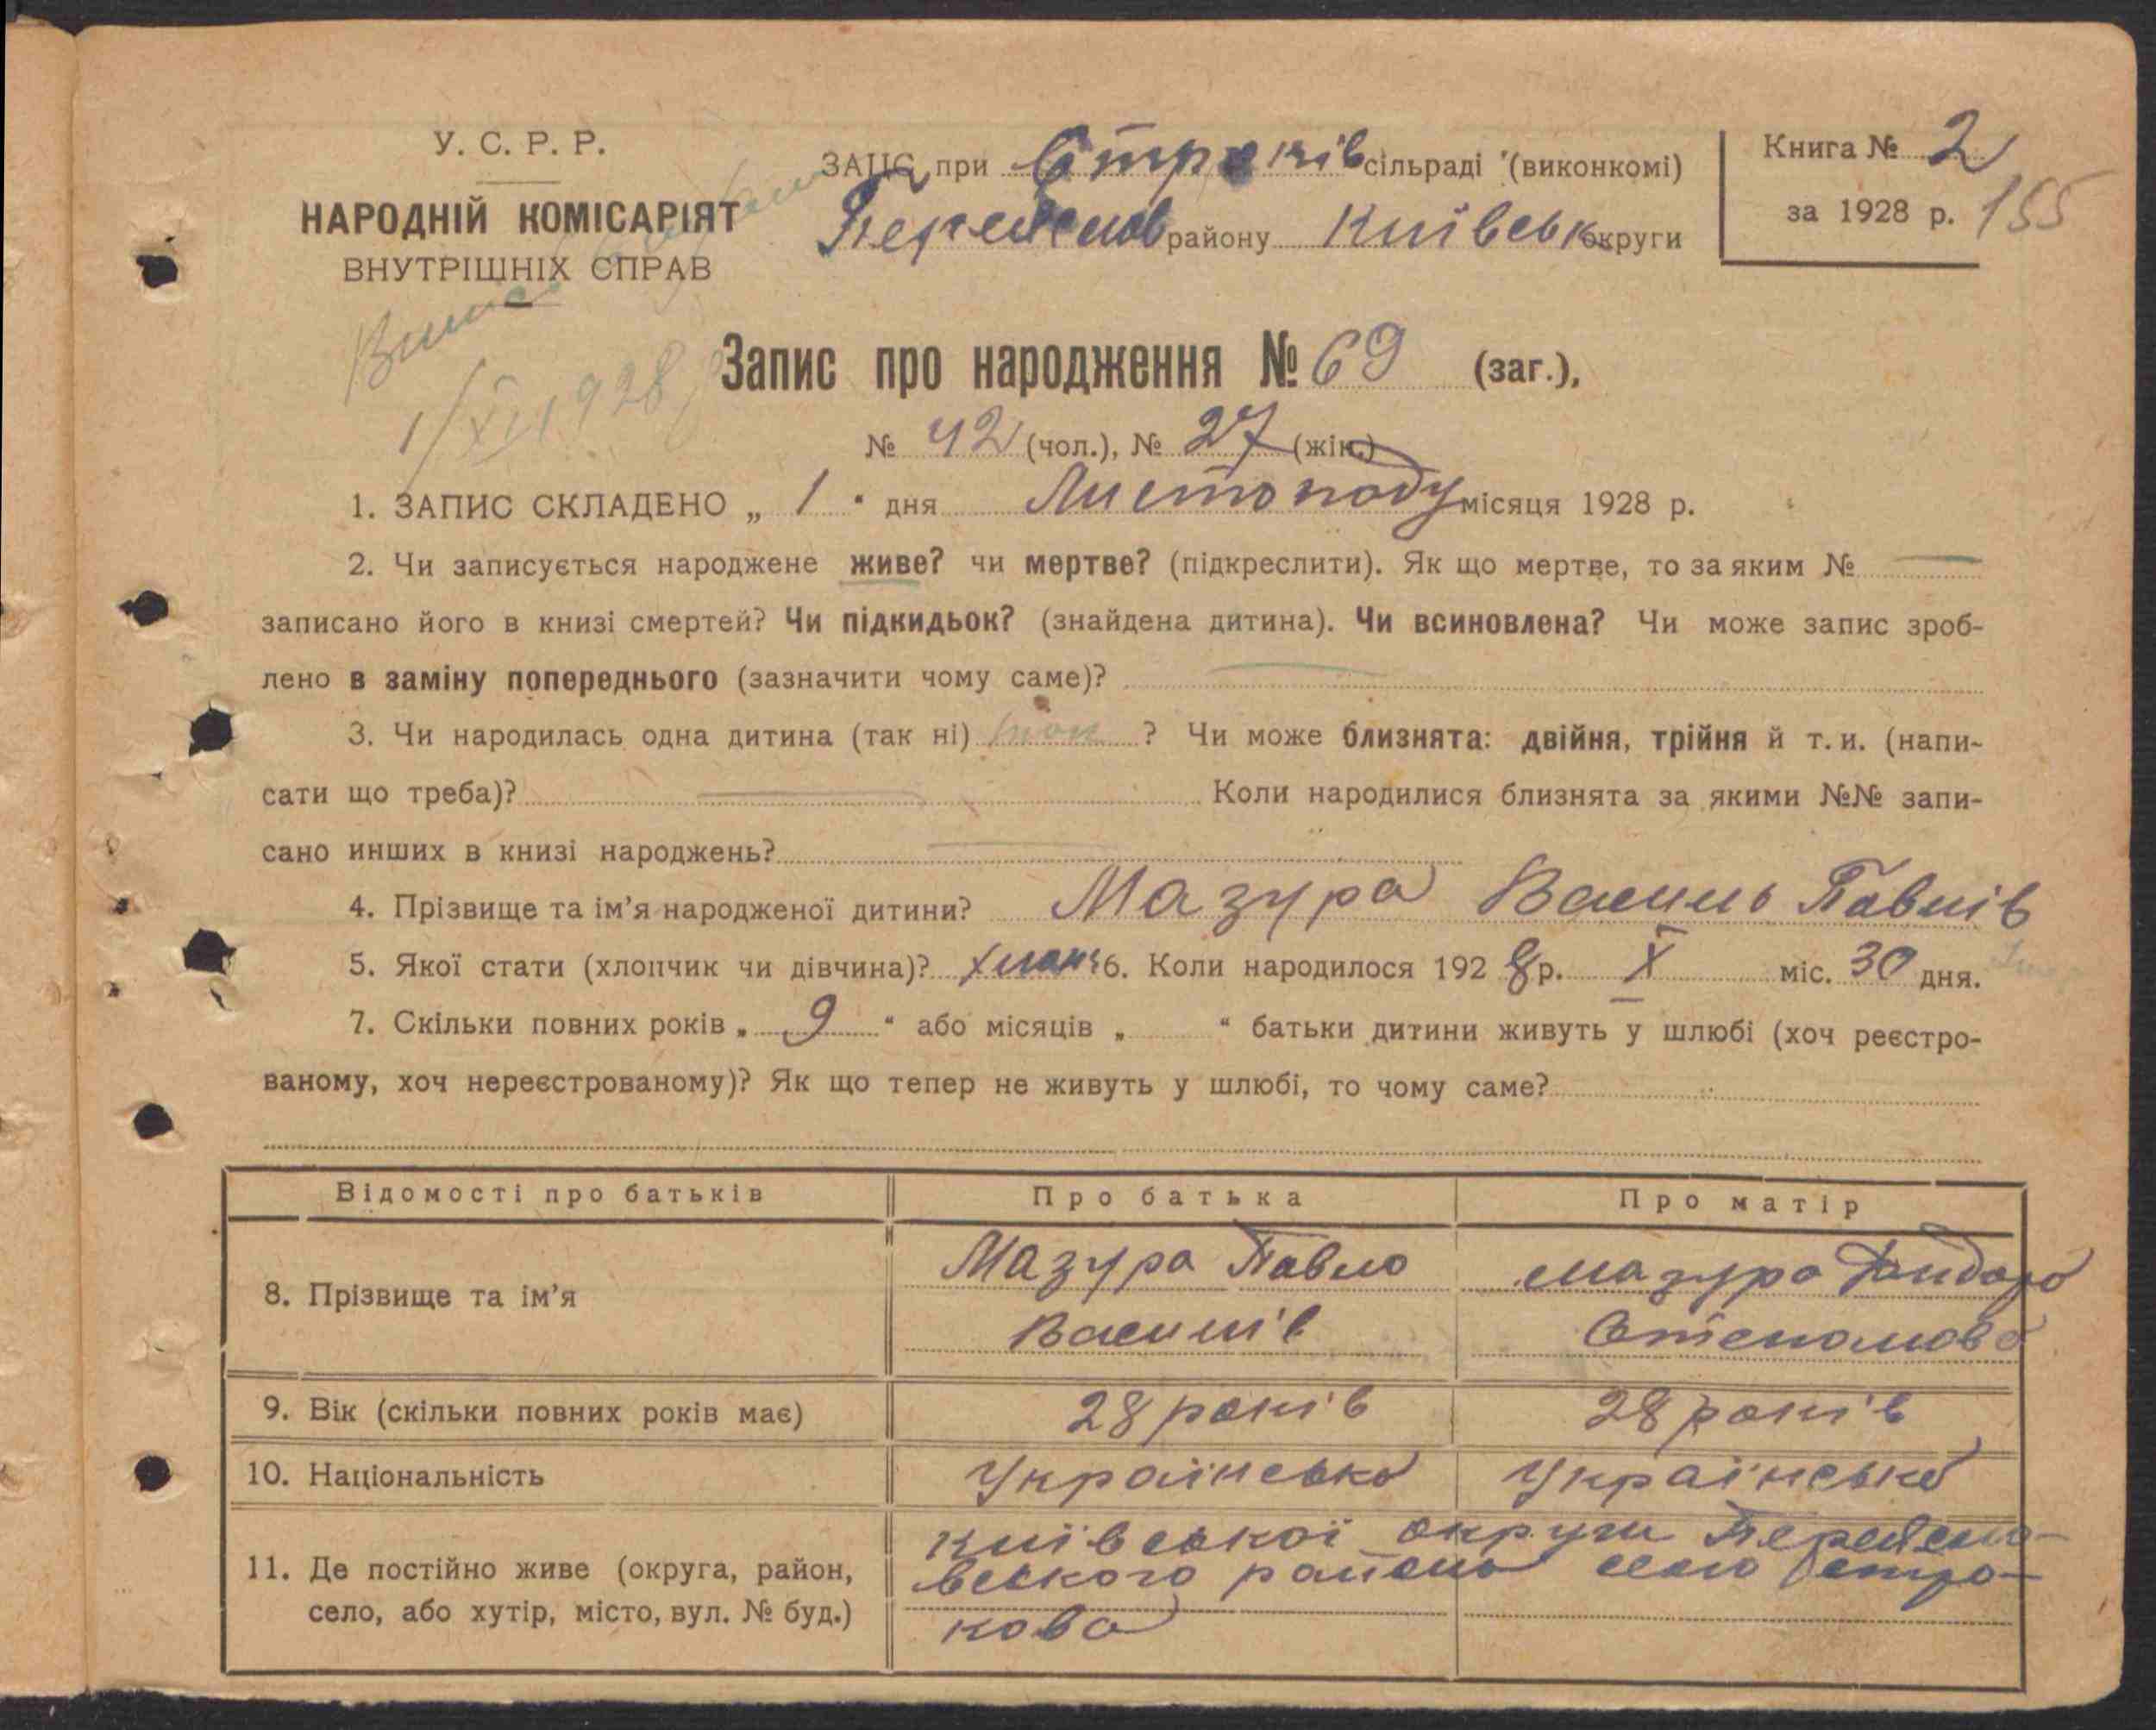 У. С. Р. Р.
НАРОДНІЙ КОМІСАРІЯТ
ВНУТРІШНІХ СПРАВ
ЗАЦС при Строків сільраді (виконкомі)
району Київськ округи
Книга № 2
за 1928 р. 155
1/XII 1928
Запис про народження № 69 (заг.),
№ 42 (чол.), № 27 (жін.)
1. ЗАПИС СКЛАДЕНО „ 1 “ дня Листопаду місяця 1928 р.
2. Чи записується народжене живе? чи мертве? (підкреслити). Як що мертве, то за яким №
записано його в книзі смертей? Чи підкидьок? (знайдена дитина). Чи всиновлена? Чи може запис зроб-
лено в заміну попереднього (зазначити чому саме)?
3. Чи народилась одна дитина (так ні) так ? Чи може близнята: двійня, трійня й т. и. (напи-
сати що треба)? Коли народилися близнята за якими №№ запи-
сано инших в книзі народжень?
4. Прізвище та ім’я народженої дитини? Мазура Василь Павлів
5. Якої стати (хлопчик чи дівчина)? хлопч 6. Коли народилося 1928 р. X міс. 30 дня.
7. Скільки повних років „ 9 “ або місяців „ “ батьки дитини живуть у шлюбі (хоч реєстро-
ваному, хоч нереєстрованому)? Як що тепер не живуть у шлюбі, то чому саме?
Відомості про батьків Про батька Про матір
8. Прізвище та ім’я
Мазура Павло
Василів
Мазура
Степанова
9. Вік (скільки повних років має) 28 років 28 років
10. Національність Українська Українська
11. Де постійно живе (округа, район,
село, або хутір, місто, вул. № буд.)
Київської округи
вського району село Стро-
кова